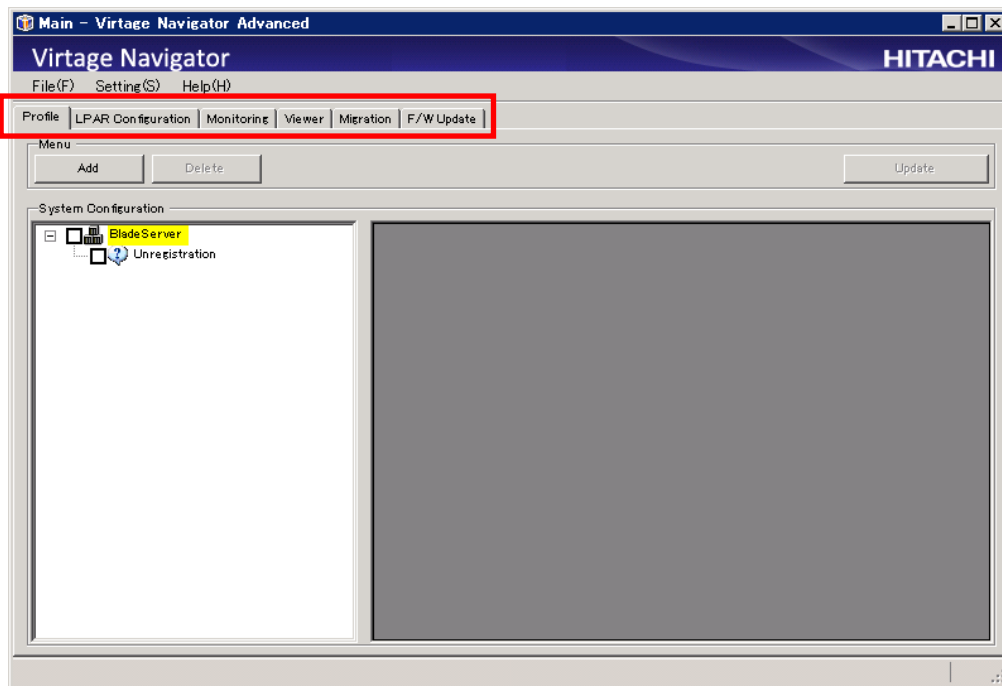 Main - Virtage Navigator Advanced
Virtage Navigator HITACHI
File(F) Setting(S) Help(H)
Profile LPAR Configuration Monitoring Viewer Migration F/W Update
Menu
Add Delete Update
System Configuration
BladeServer
Unregistration